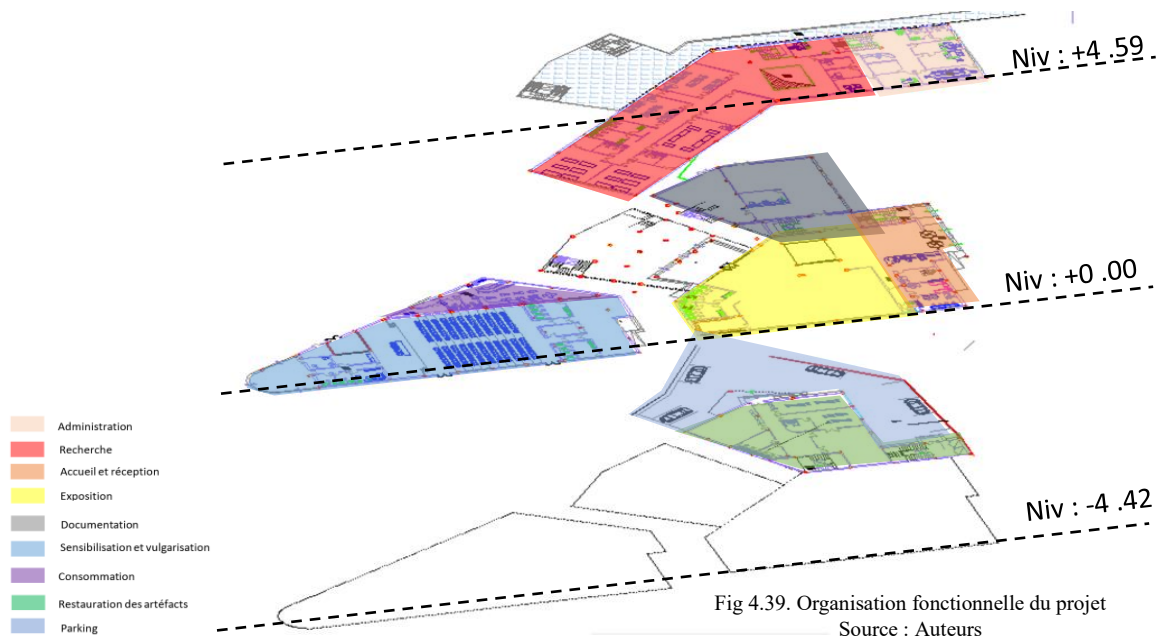 Niv : +4 .59
Niv : +0 .00
Niv : -4 .42
Administration
Recherche
Accueil et réception
Exposition
Documentation
Sensibilisation et vulgarisation
Consommation
Restauration des artéfacts
Parking
Fig 4.39. Organisation fonctionnelle du projet
Source : Auteurs